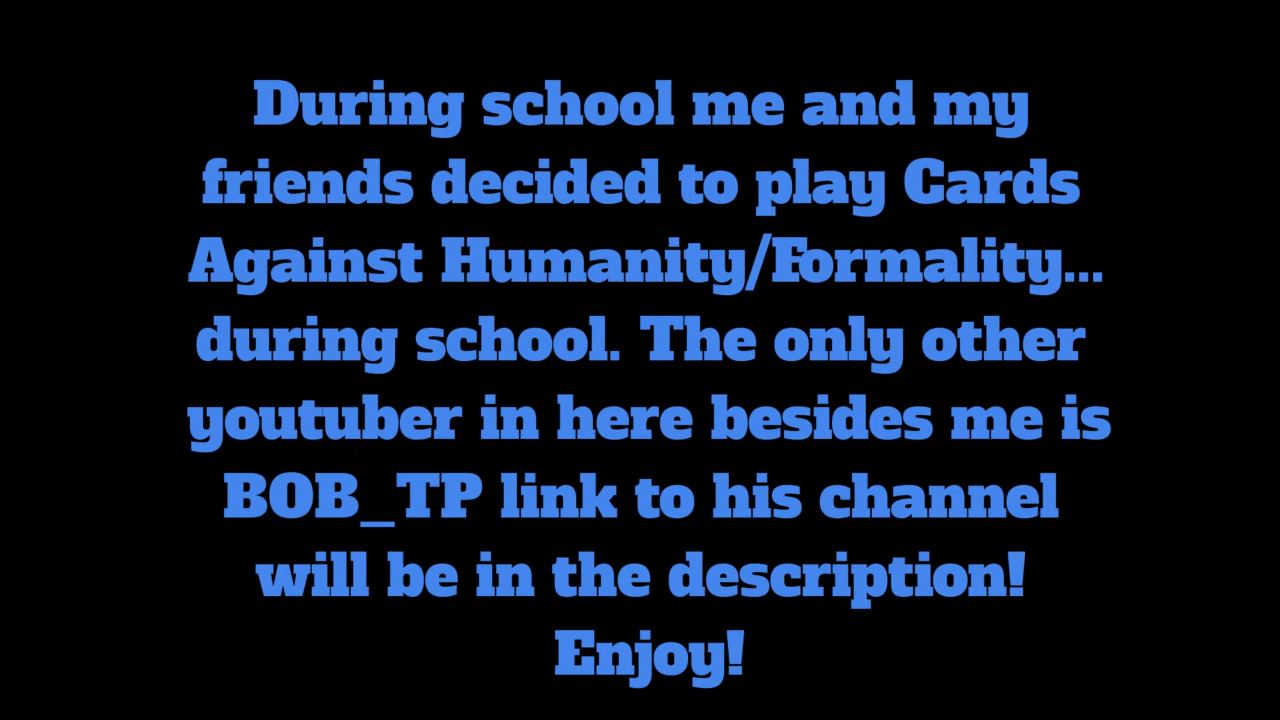 During school me and my
friends decided to play Cards
Against Humanity/Formality...
during school. The only other
youtuber in here besides me is
BOB_TP link to his channel
will be in the description!
Enjoy!